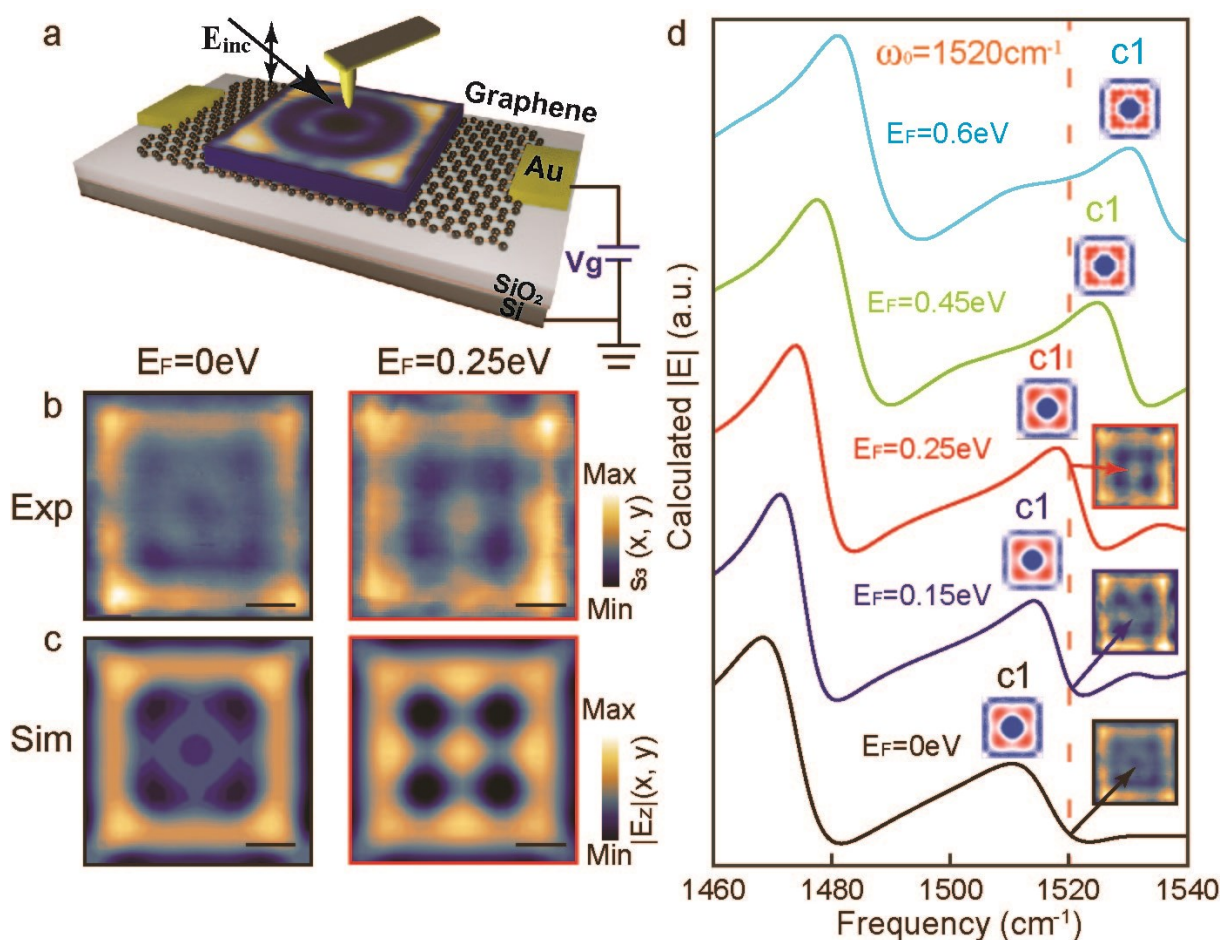 a
E_inc
Graphene
Au
Vg
SiO₂
Si
E_F=0eV
E_F=0.25eV
b
Exp
Max
Min
s₃ (x, y)
c
Sim
Max
Min
|E_Z|(x, y)
d
ω₀=1520cm⁻¹
c1
E_F=0.6eV
c1
E_F=0.45eV
c1
E_F=0.25eV
c1
E_F=0.15eV
c1
E_F=0eV
Calculated |E| (a.u.)
1460 1480 1500 1520 1540
Frequency (cm⁻¹)